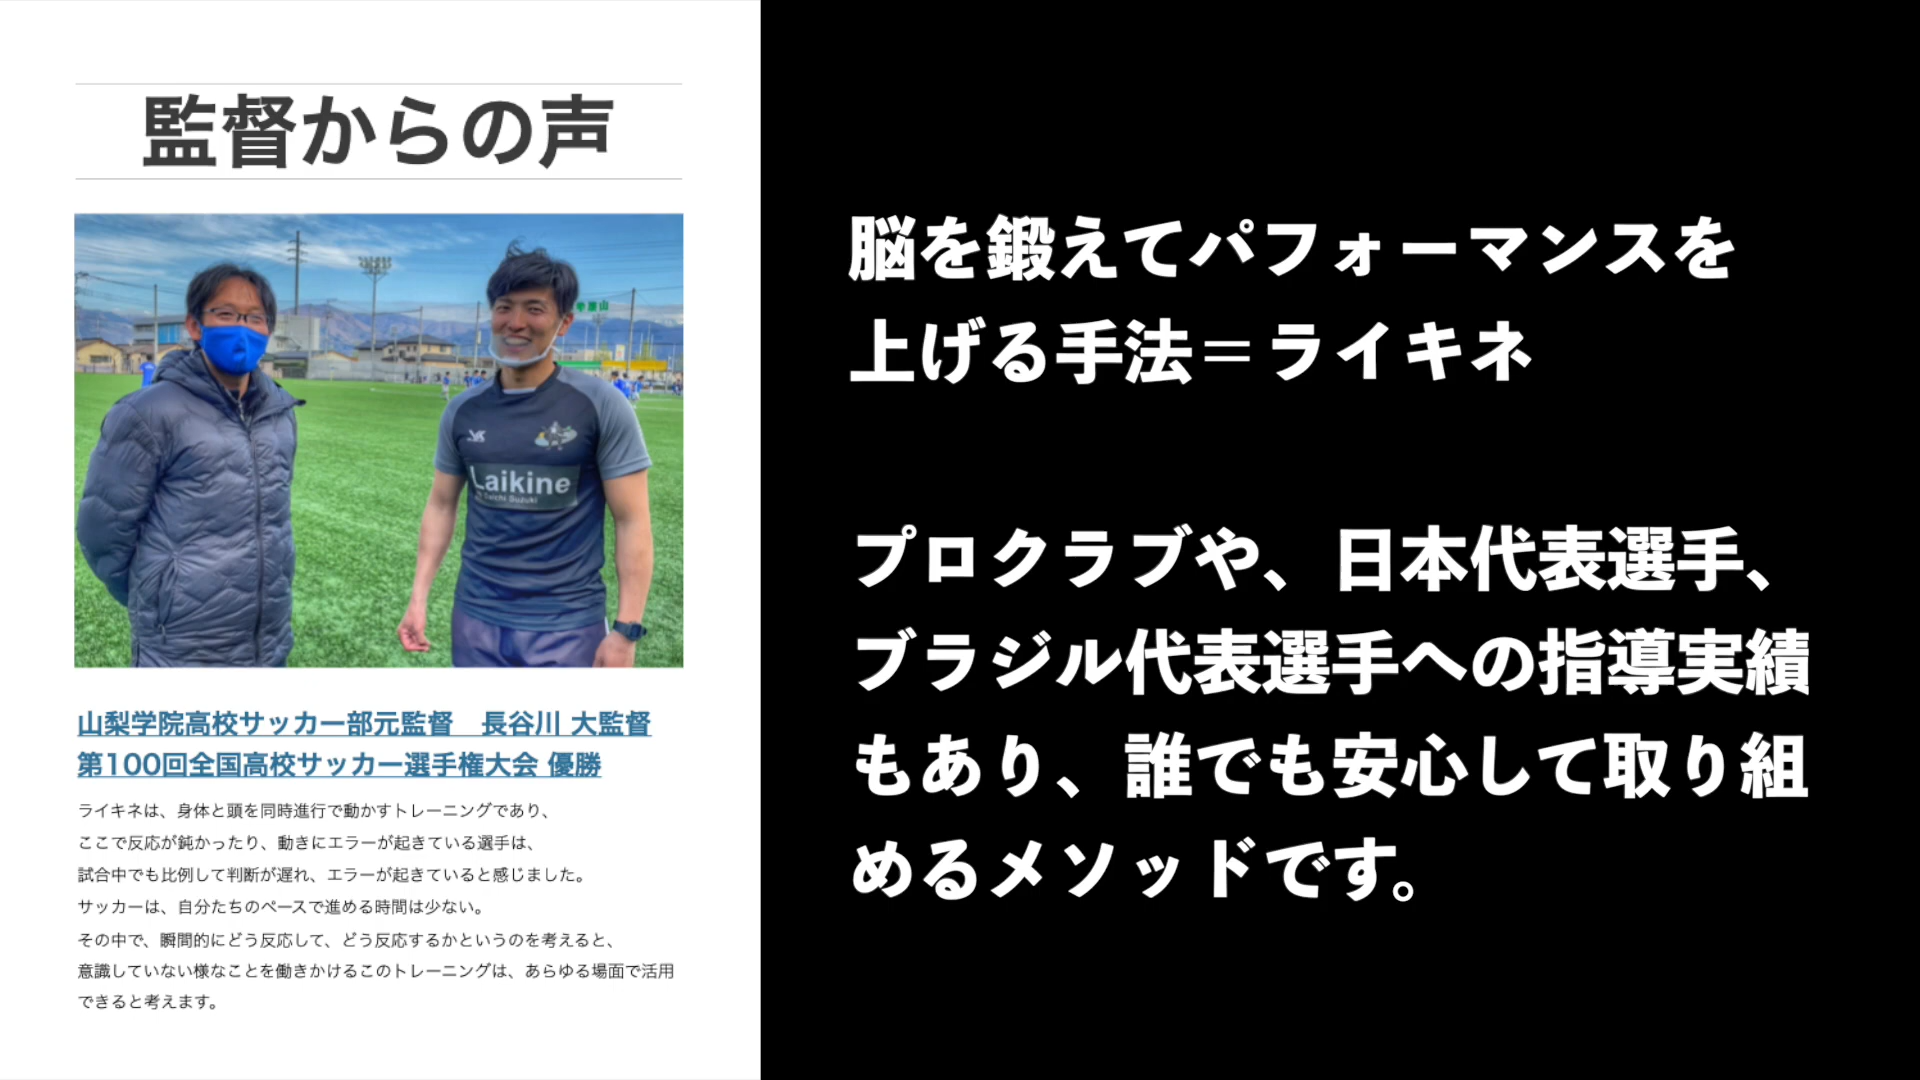 監督からの声
Laikine
by Daichi Suzuki
山梨学院高校サッカー部元監督　長谷川 大監督
第100回全国高校サッカー選手権大会 優勝
ライキネは、身体と頭を同時進行で動かすトレーニングであり、
ここで反応が鈍かったり、動きにエラーが起きている選手は、
試合中でも比例して判断が遅れ、エラーが起きていると感じました。
サッカーは、自分たちのペースで進める時間は少ない。
その中で、瞬間的にどう反応して、どう反応するかというのを考えると、
意識していない様なことを働きかけるこのトレーニングは、あらゆる場面で活用
できると考えます。
脳を鍛えてパフォーマンスを
上げる手法＝ライキネ
プロクラブや、日本代表選手、
ブラジル代表選手への指導実績
もあり、誰でも安心して取り組
めるメソッドです。